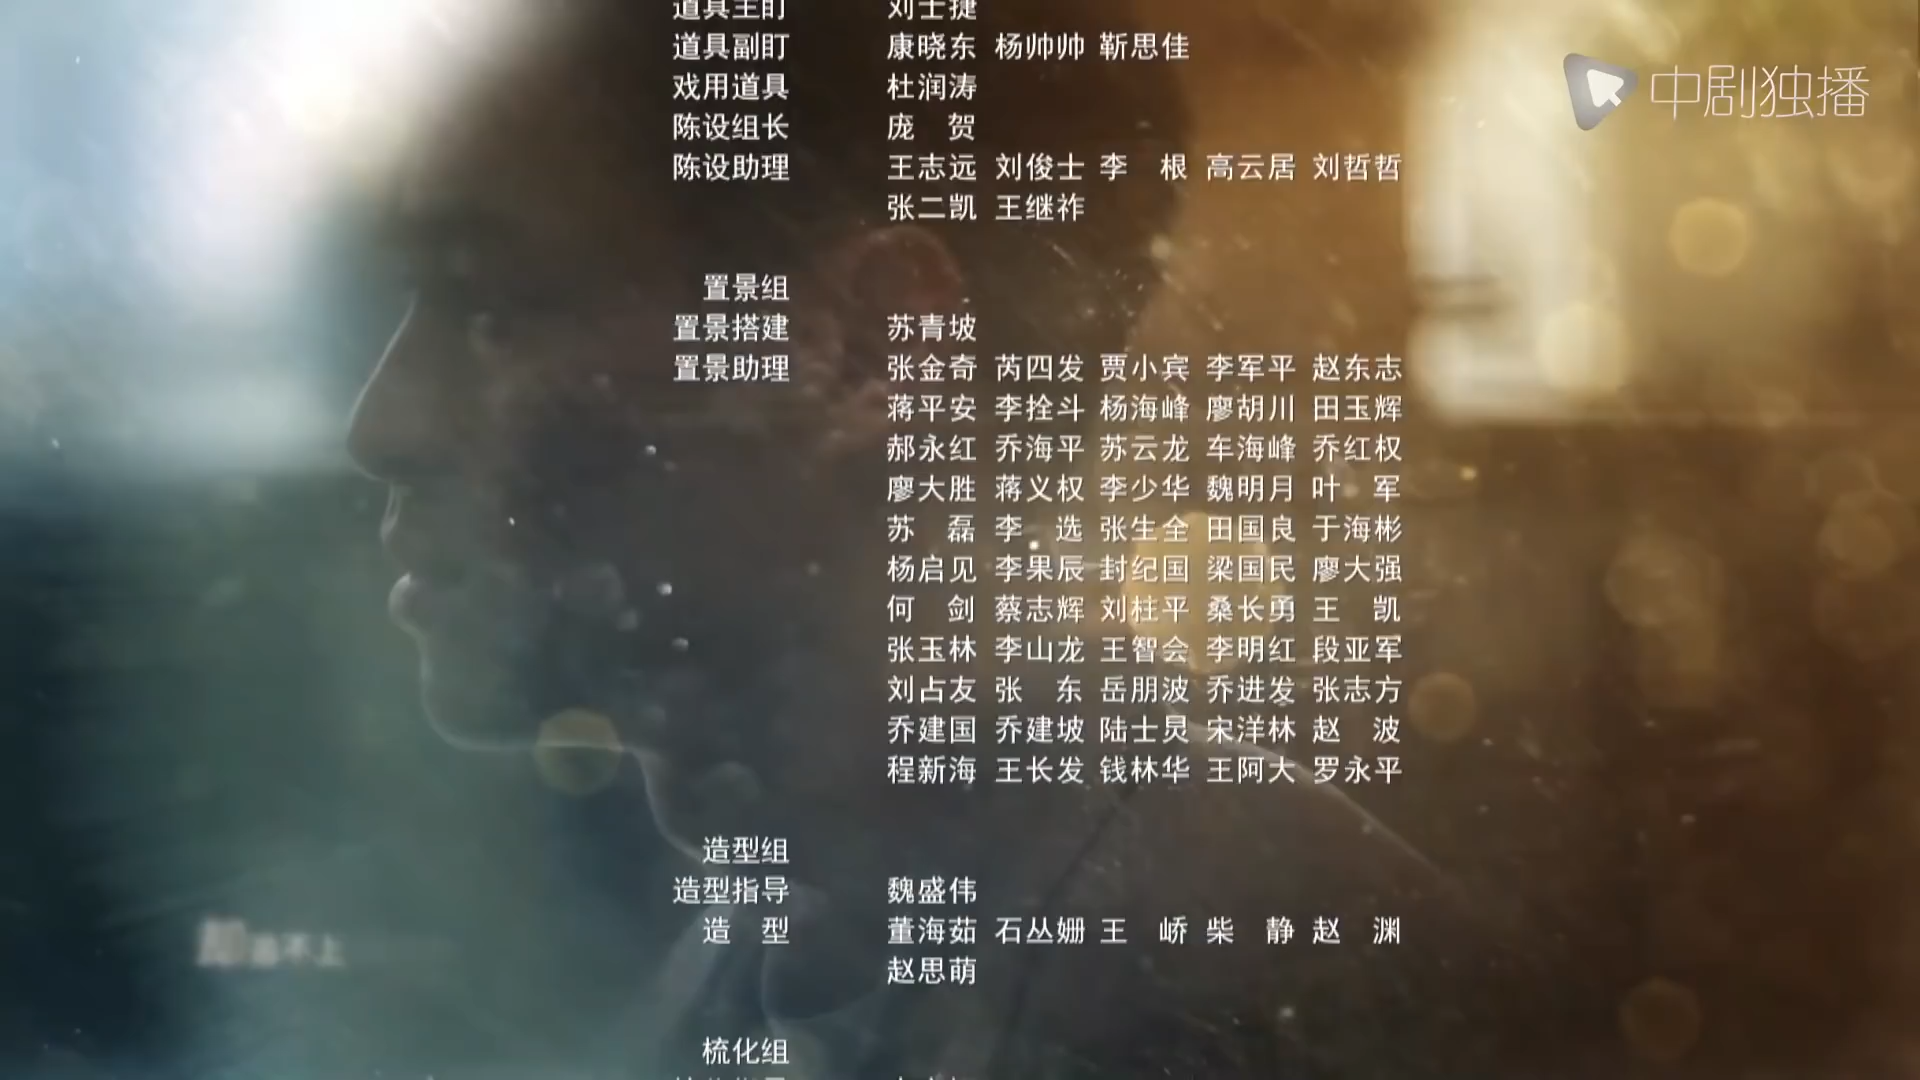 道具主盯 刘士捷
道具副盯 康晓东 杨帅帅 靳思佳
中剧独播
戏用道具 杜润涛
陈设组长 庞 贺
陈设助理 王志远 刘俊士 李 根 高云居 刘哲哲
张二凯 王继祚
置景组
置景搭建 苏青坡
置景助理 张金奇 芮四发 贾小宾 李军平 赵东志
蒋平安 李拴斗 杨海峰 廖胡川 田玉辉
郝永红 乔海平 苏云龙 车海峰 乔红权
廖大胜 蒋义权 李少华 魏明月 叶 军
苏 磊 李 选 张生全 田国良 于海彬
杨启见 李果辰 封纪国 梁国民 廖大强
何 剑 蔡志辉 刘柱平 桑长勇 王 凯
张玉林 李山龙 王智会 李明红 段亚军
刘占友 张 东 岳朋波 乔进发 张志方
乔建国 乔建坡 陆士炅 宋洋林 赵 波
程新海 王长发 钱林华 王阿大 罗永平
造型组
造型指导 魏盛伟
造 型 董海茹 石丛姗 王 峤 柴 静 赵 渊
赵思萌
不上
梳化组